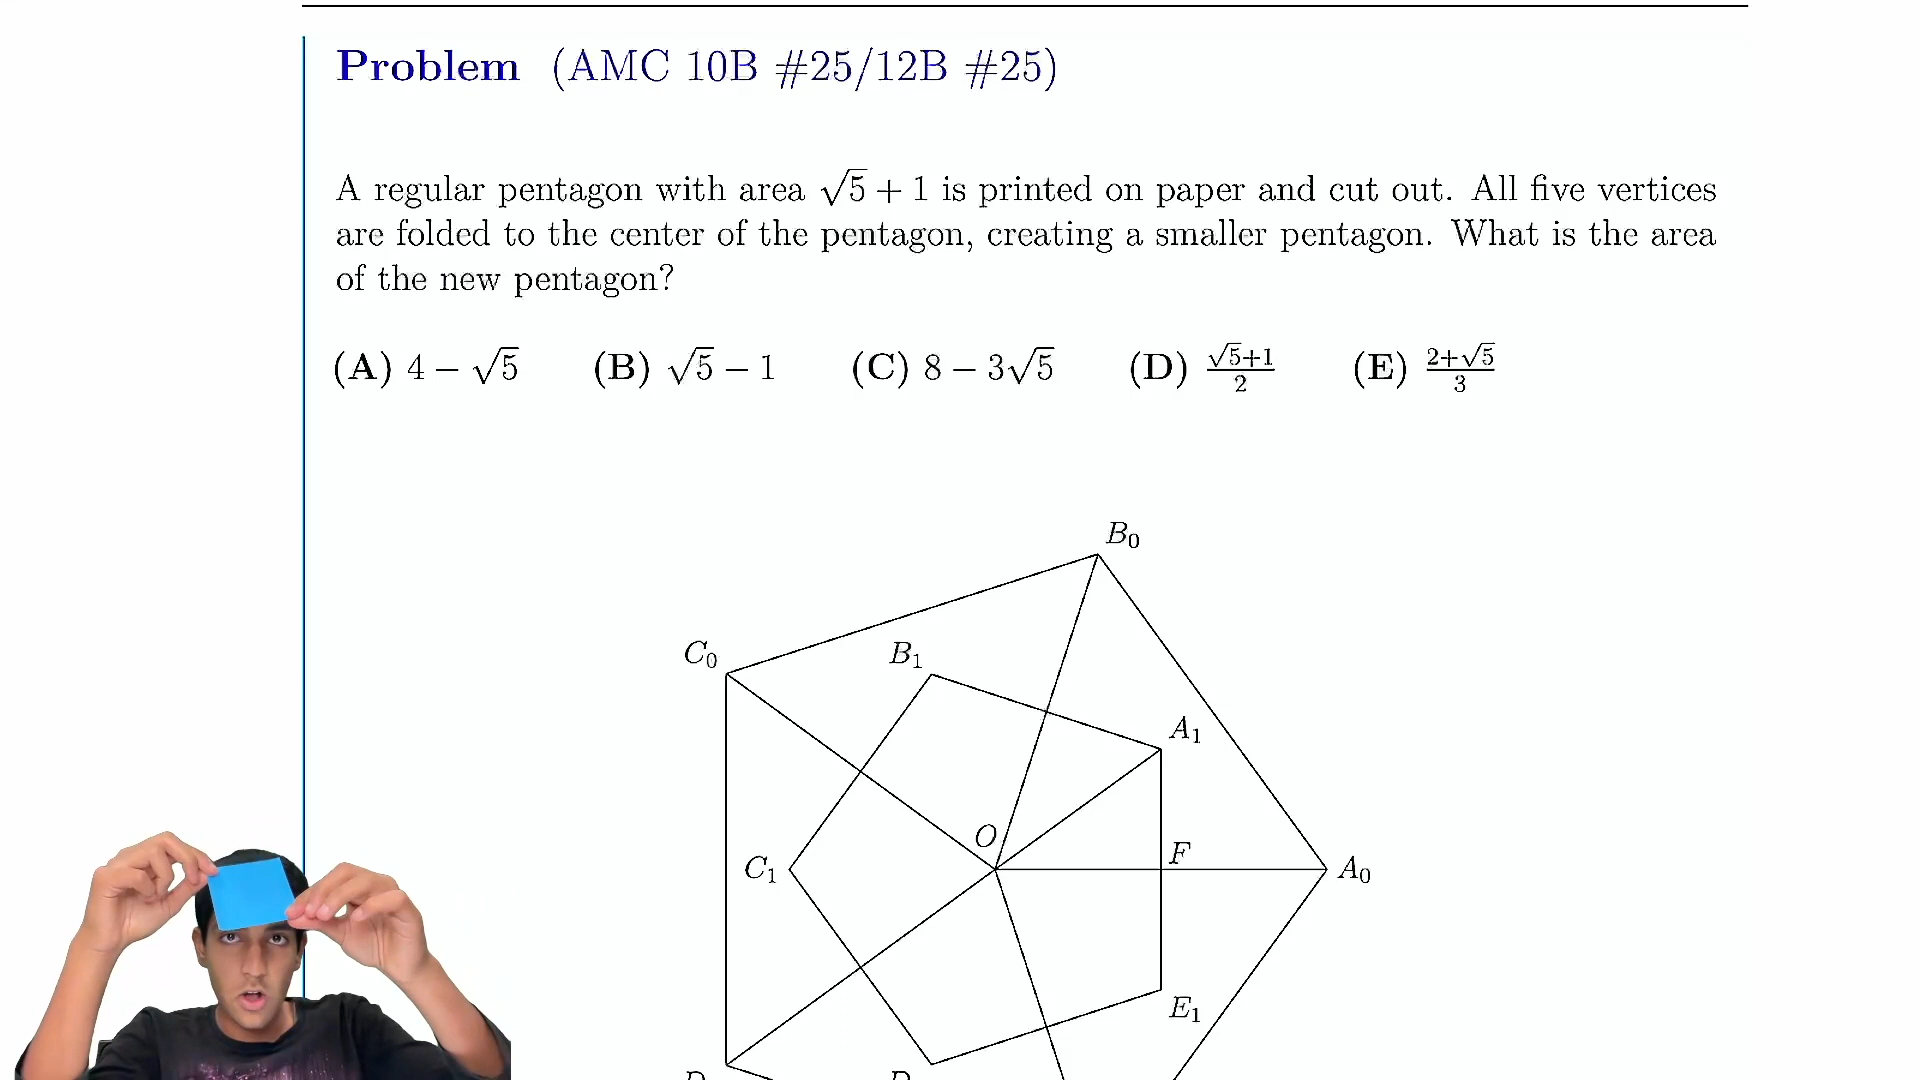 Problem (AMC 10B #25/12B #25)
A regular pentagon with area √5 + 1 is printed on paper and cut out. All five vertices
are folded to the center of the pentagon, creating a smaller pentagon. What is the area
of the new pentagon?
(A) 4 − √5 (B) √5 − 1 (C) 8 − 3√5 (D) (√5+1)/2 (E) (2+√5)/3
B₀
C₀ B₁
A₁
O
C₁ F A₀
E₁